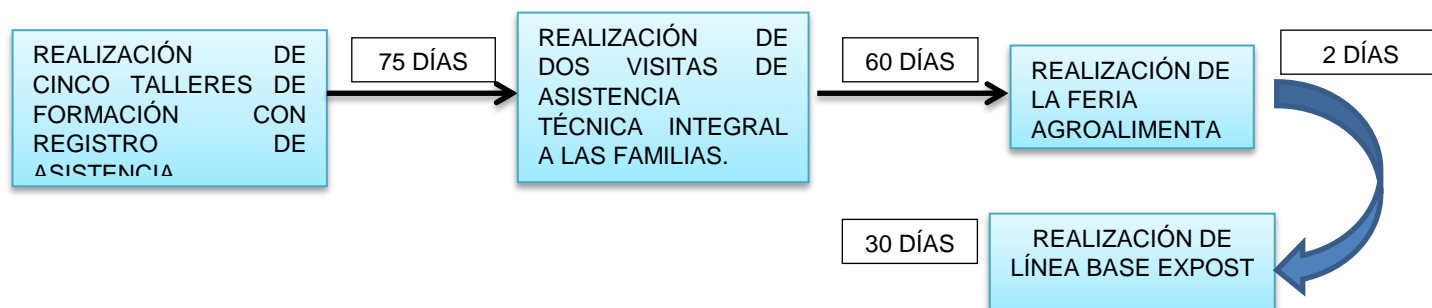 REALIZACIÓN DE
CINCO TALLERES DE
FORMACIÓN CON
REGISTRO DE
ASISTENCIA
75 DÍAS
REALIZACIÓN DE
DOS VISITAS DE
ASISTENCIA
TÉCNICA INTEGRAL
A LAS FAMILIAS.
60 DÍAS
REALIZACIÓN DE
LA FERIA
AGROALIMENTA
2 DÍAS
30 DÍAS
REALIZACIÓN DE
LÍNEA BASE EXPOST